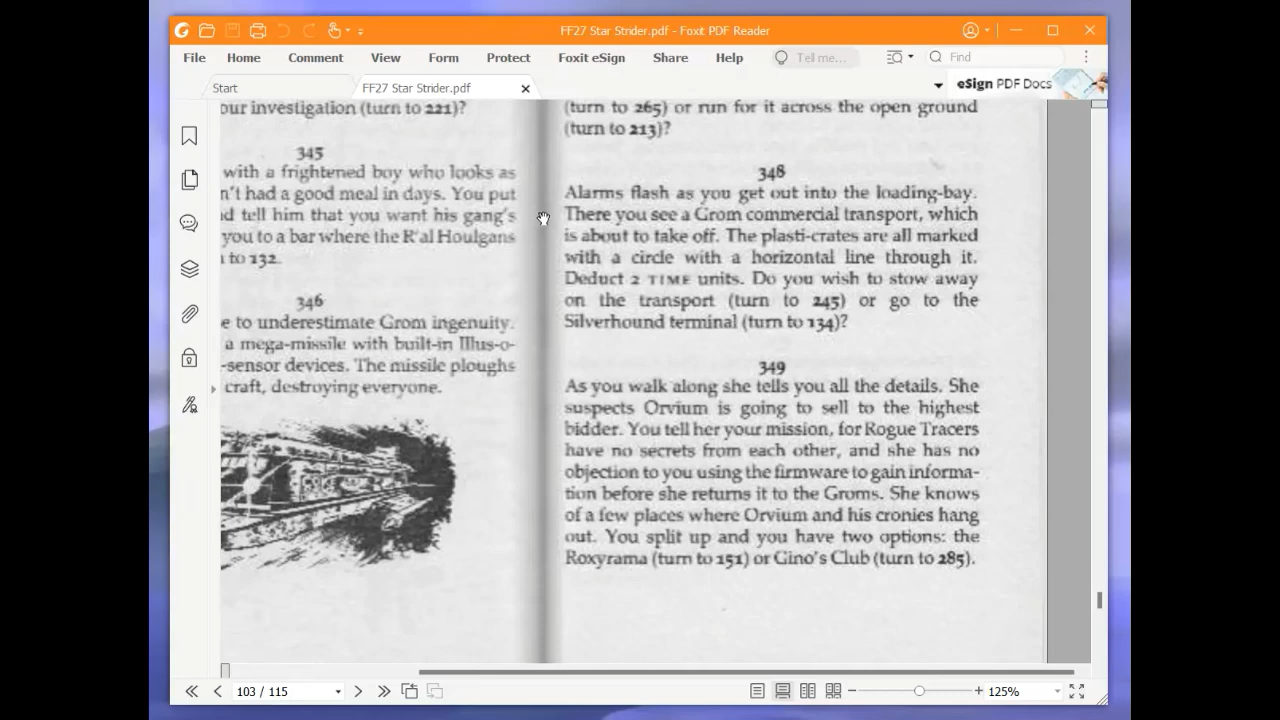 FF27 Star Strider.pdf - Foxit PDF Reader
File Home Comment View Form Protect Foxit eSign Share Help Tell me... Find
Start FF27 Star Strider.pdf eSign PDF Docs
our investigation (turn to 221)?
345
with a frightened boy who looks as
n't had a good meal in days. You put
d tell him that you want his gang's
you to a bar where the R'al Houlgans
to 132.
346
e to underestimate Grom ingenuity.
a mega-missile with built-in Illus-o-
-sensor devices. The missile ploughs
craft, destroying everyone.
(turn to 265) or run for it across the open ground
(turn to 213)?
348
Alarms flash as you get out into the loading-bay.
There you see a Grom commercial transport, which
is about to take off. The plasti-crates are all marked
with a circle with a horizontal line through it.
Deduct 2 TIME units. Do you wish to stow away
on the transport (turn to 245) or go to the
Silverhound terminal (turn to 134)?
349
As you walk along she tells you all the details. She
suspects Orvium is going to sell to the highest
bidder. You tell her your mission, for Rogue Tracers
have no secrets from each other, and she has no
objection to you using the firmware to gain informa-
tion before she returns it to the Groms. She knows
of a few places where Orvium and his cronies hang
out. You split up and you have two options: the
Roxyrama (turn to 151) or Gino's Club (turn to 285).
103 / 115 125%